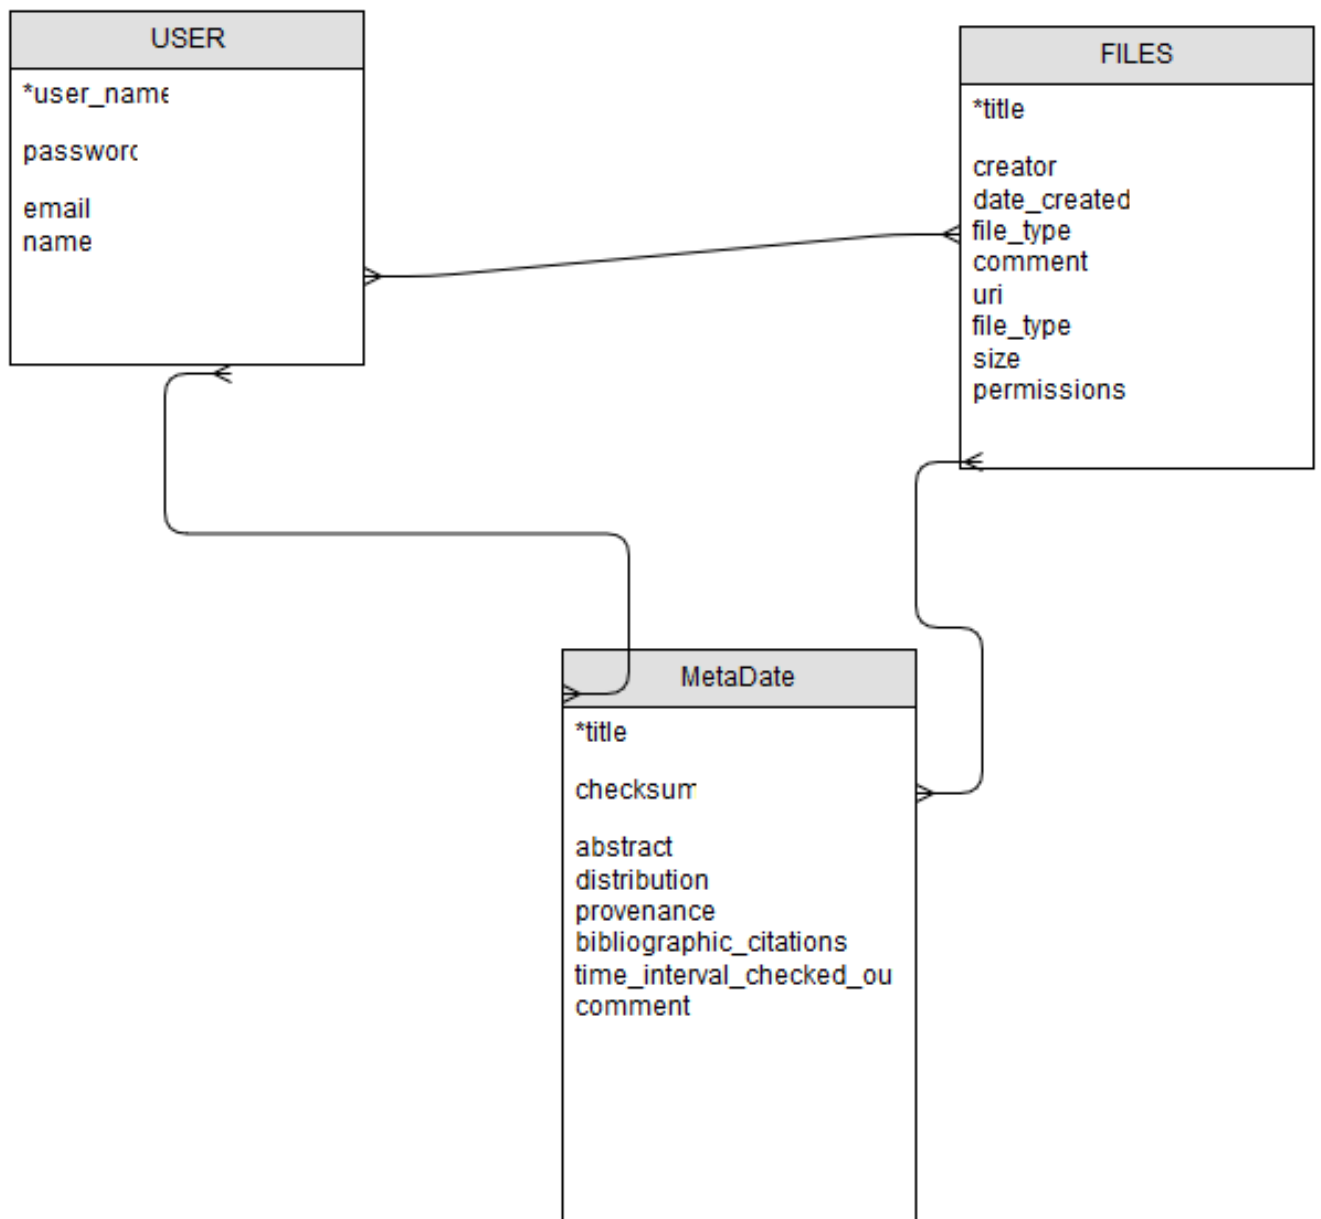 USER
*user_name
password
email
name
FILES
*title
creator
date_created
file_type
comment
uri
file_type
size
permissions
MetaDate
*title
checksum
abstract
distribution
provenance
bibliographic_citations
time_interval_checked_ou
comment